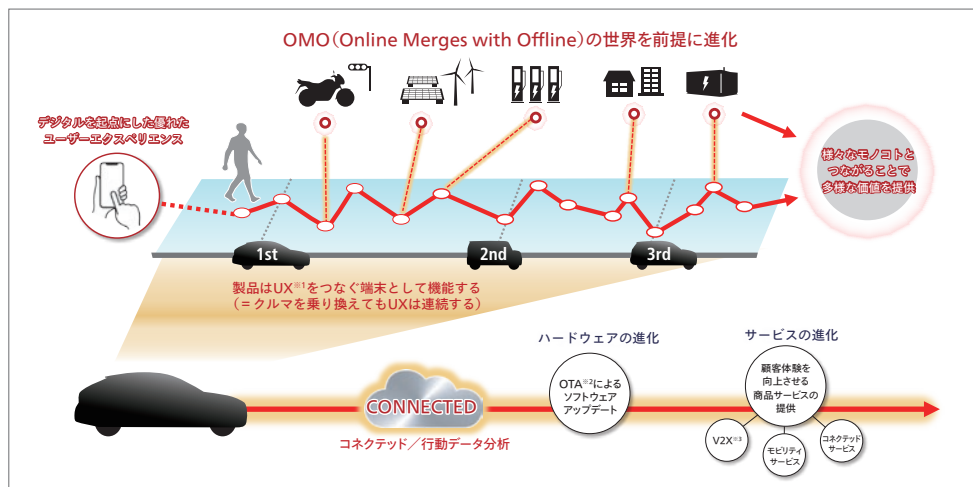 OMO(Online Merges with Offline)の世界を前提に進化
デジタルを起点にした優れた
ユーザーエクスペリエンス
様々なモノコトと
つながることで
多様な価値を提供
1st
2nd
3rd
製品はUX※1をつなぐ端末として機能する
(=クルマを乗り換えてもUXは連続する)
ハードウェアの進化
サービスの進化
CONNECTED
コネクテッド/行動データ分析
OTA※2による
ソフトウェア
アップデート
顧客体験を
向上させる
商品サービスの
提供
V2X※3
モビリティ
サービス
コネクテッド
サービス